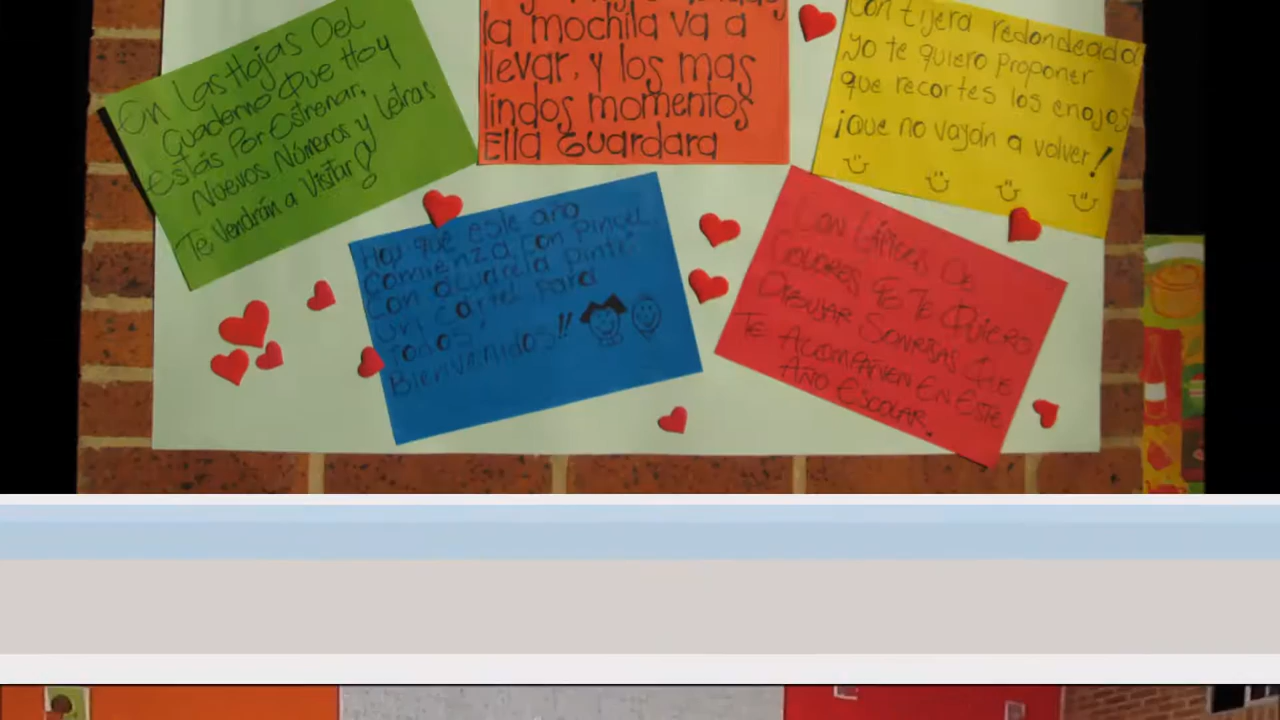 En Las Hojas Del
Cuaderno Que Hoy
estás Por Estrenar,
Nuevos Números y Letras
Te Vendrán a Visitar!
la mochila va a
llevar, y los mas
lindos momentos
Ella Guardara
con tijera redondeada
yo te quiero proponer
que recortes los enojos
¡Que no vayan a volver!
Hoy que este año
comienza, con pincel
con acuarela pinté
un cartel para
Todos,
Bienvenidos!!
Con Lápices De
Colores Yo Te Quiero
Dibujar Sonrisas Que
Te Acompañen En Este
Año Escolar.